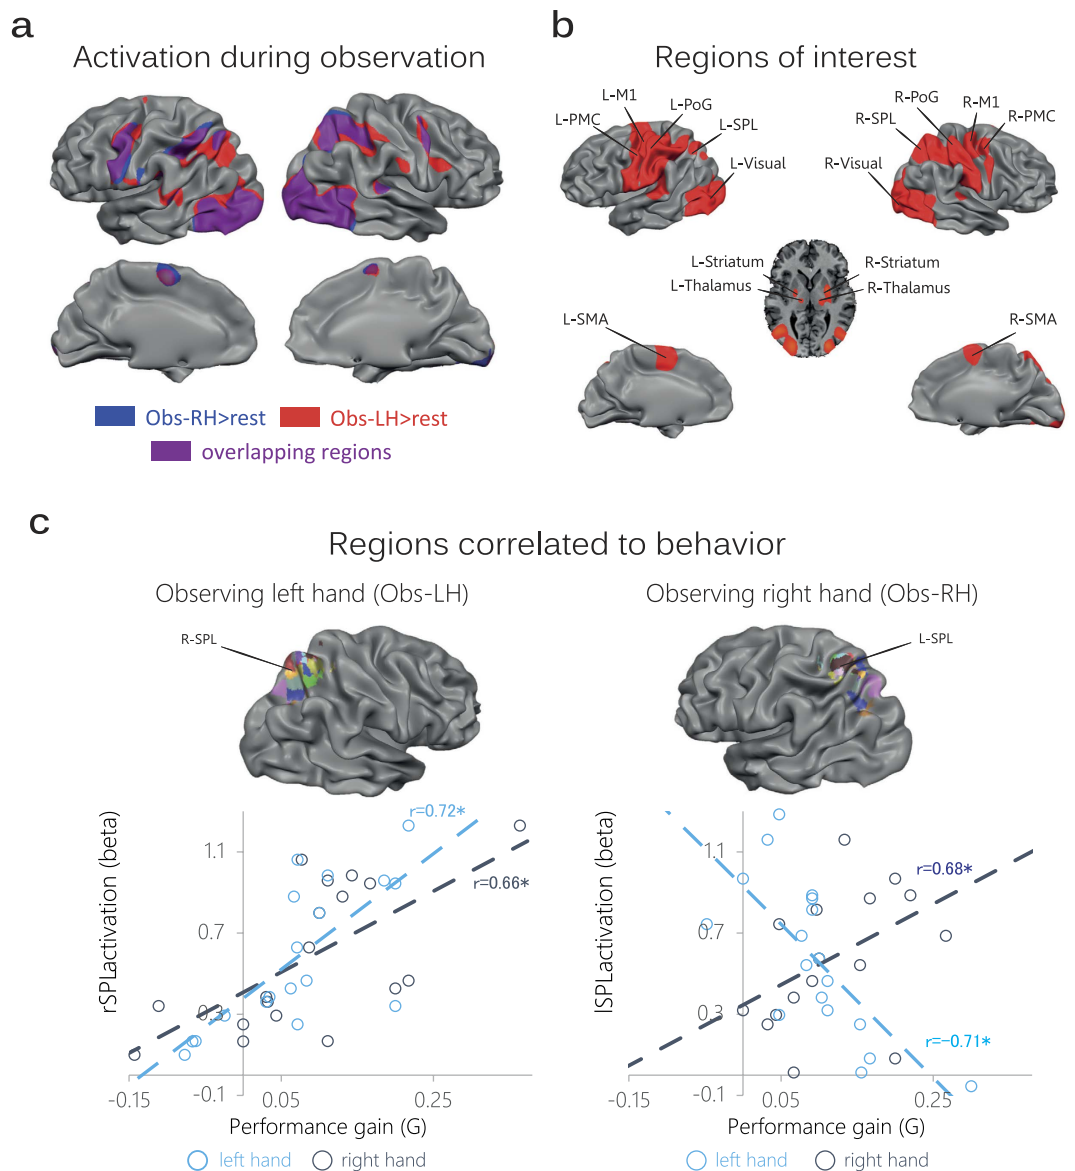 a
Activation during observation
Obs-RH>rest
Obs-LH>rest
overlapping regions
b
Regions of interest
L-M1
L-PoG
L-PMC
L-SPL
L-Visual
R-PoG
R-M1
R-SPL
R-PMC
R-Visual
L-Striatum
R-Striatum
L-Thalamus
R-Thalamus
L-SMA
R-SMA
c
Regions correlated to behavior
Observing left hand (Obs-LH)
R-SPL
rSPLactivation (beta)
r=0.72*
r=0.66*
1.1
0.7
0.3
-0.1
-0.15
0.05
0.25
Performance gain (G)
left hand
right hand
Observing right hand (Obs-RH)
L-SPL
lSPLactivation (beta)
r=0.68*
r=-0.71*
1.1
0.7
0.3
-0.1
-0.15
0.05
0.25
Performance gain (G)
left hand
right hand